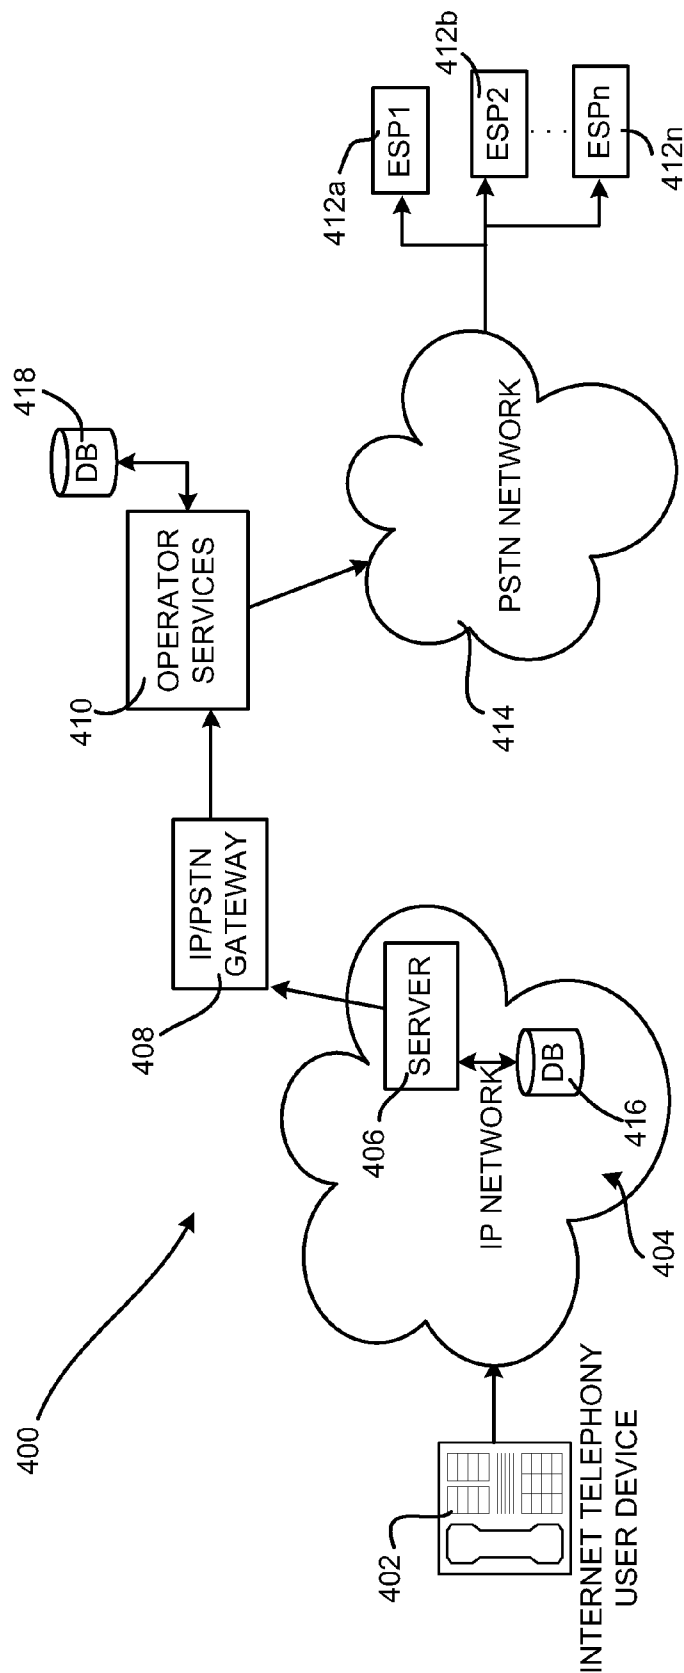 400
402
INTERNET TELEPHONY
USER DEVICE
404
IP NETWORK
406
SERVER
DB
416
408
IP/PSTN
GATEWAY
410
OPERATOR
SERVICES
DB
418
414
PSTN NETWORK
412a
ESP1
412b
ESP2
. . .
ESPn
412n